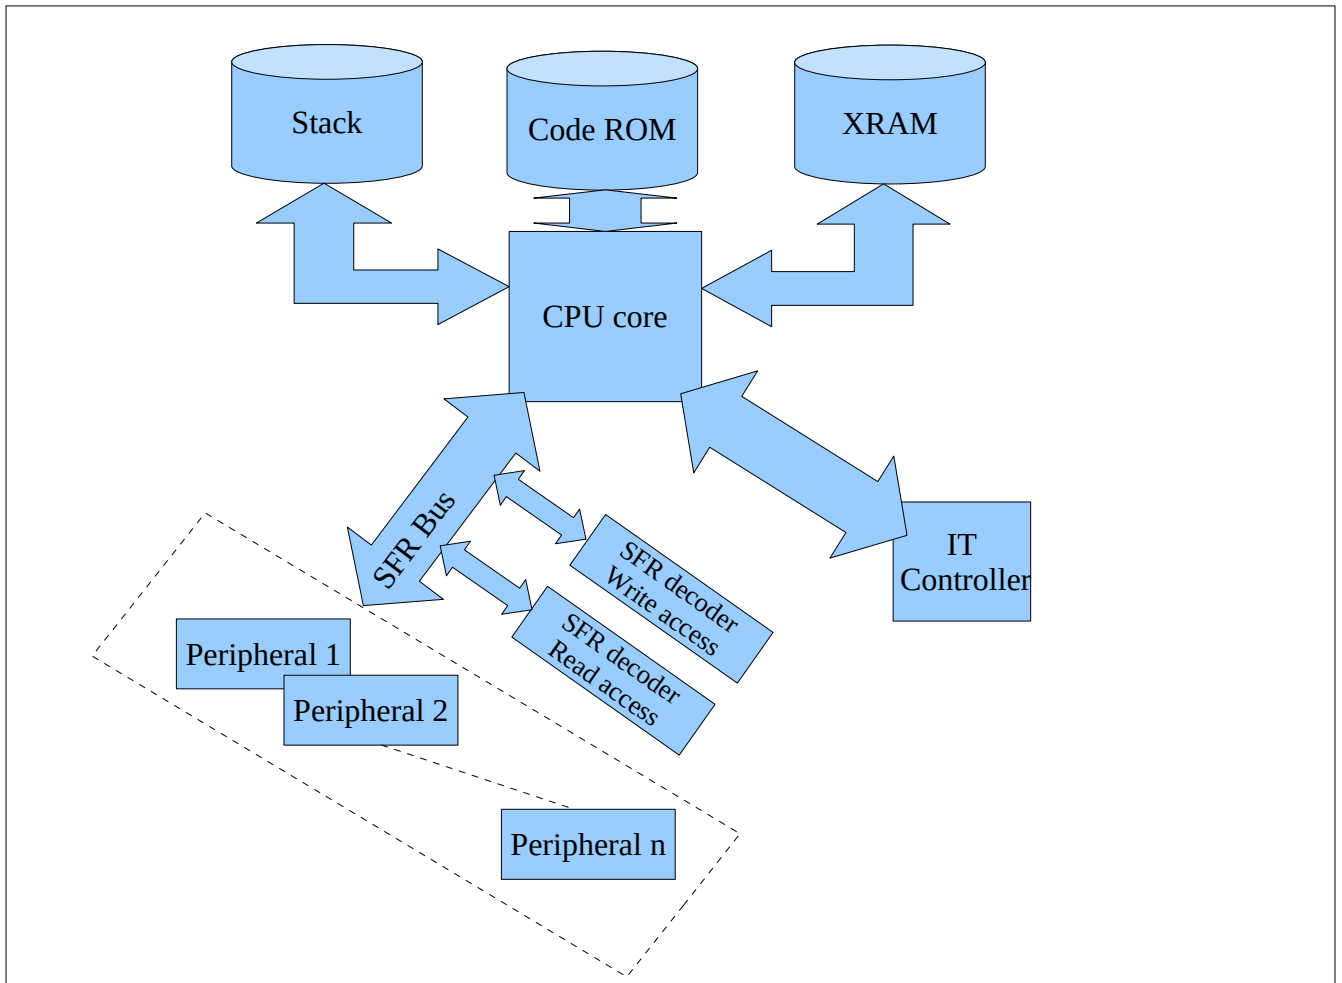 Stack
Code ROM
XRAM
CPU core
SFR Bus
SFR decoder
Write access
SFR decoder
Read access
IT
Controller
Peripheral 1
Peripheral 2
Peripheral n